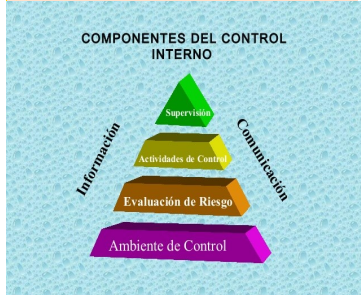 COMPONENTES DEL CONTROL
INTERNO
Supervisión
Información
Comunicación
Actividades de Control
Evaluación de Riesgo
Ambiente de Control